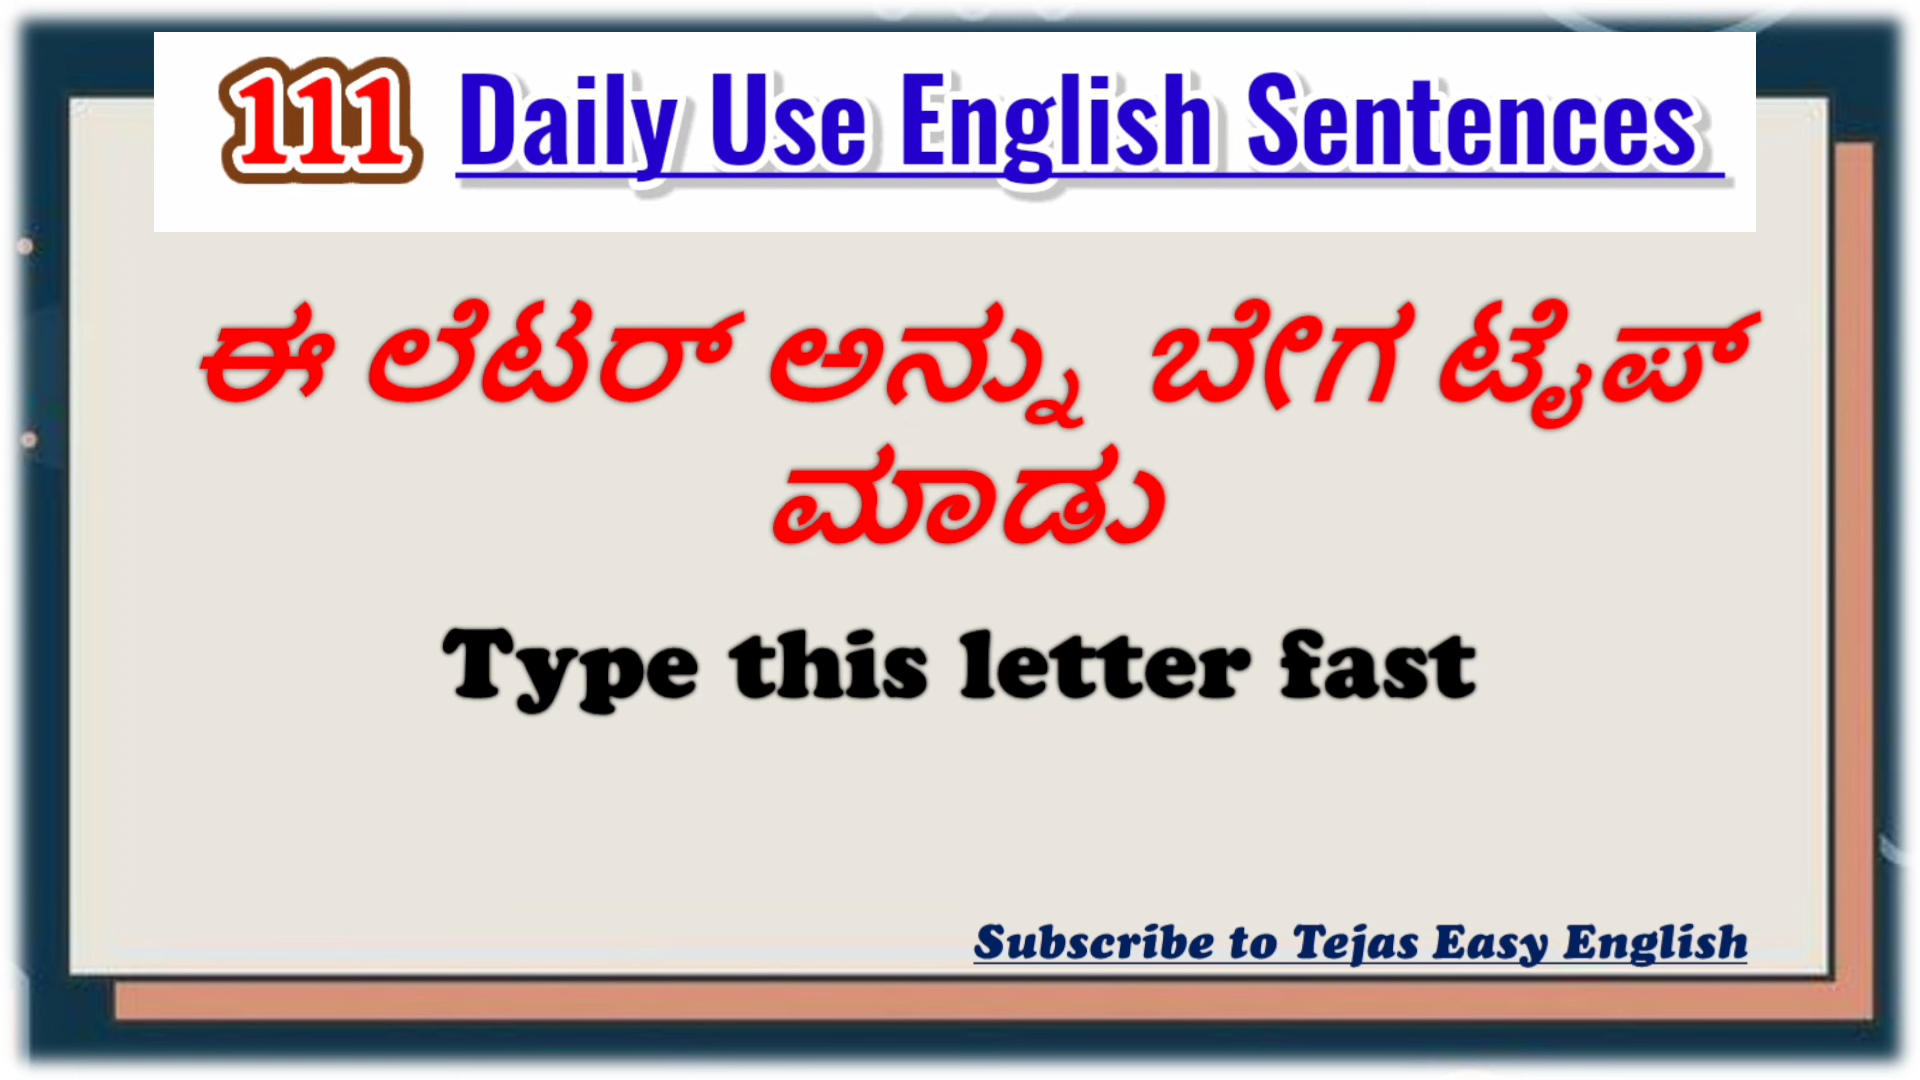 111 Daily Use English Sentences
ಈ ಲೆಟರ್ ಅನ್ನು ಬೇಗ ಟೈಪ್
ಮಾಡು
Type this letter fast
Subscribe to Tejas Easy English